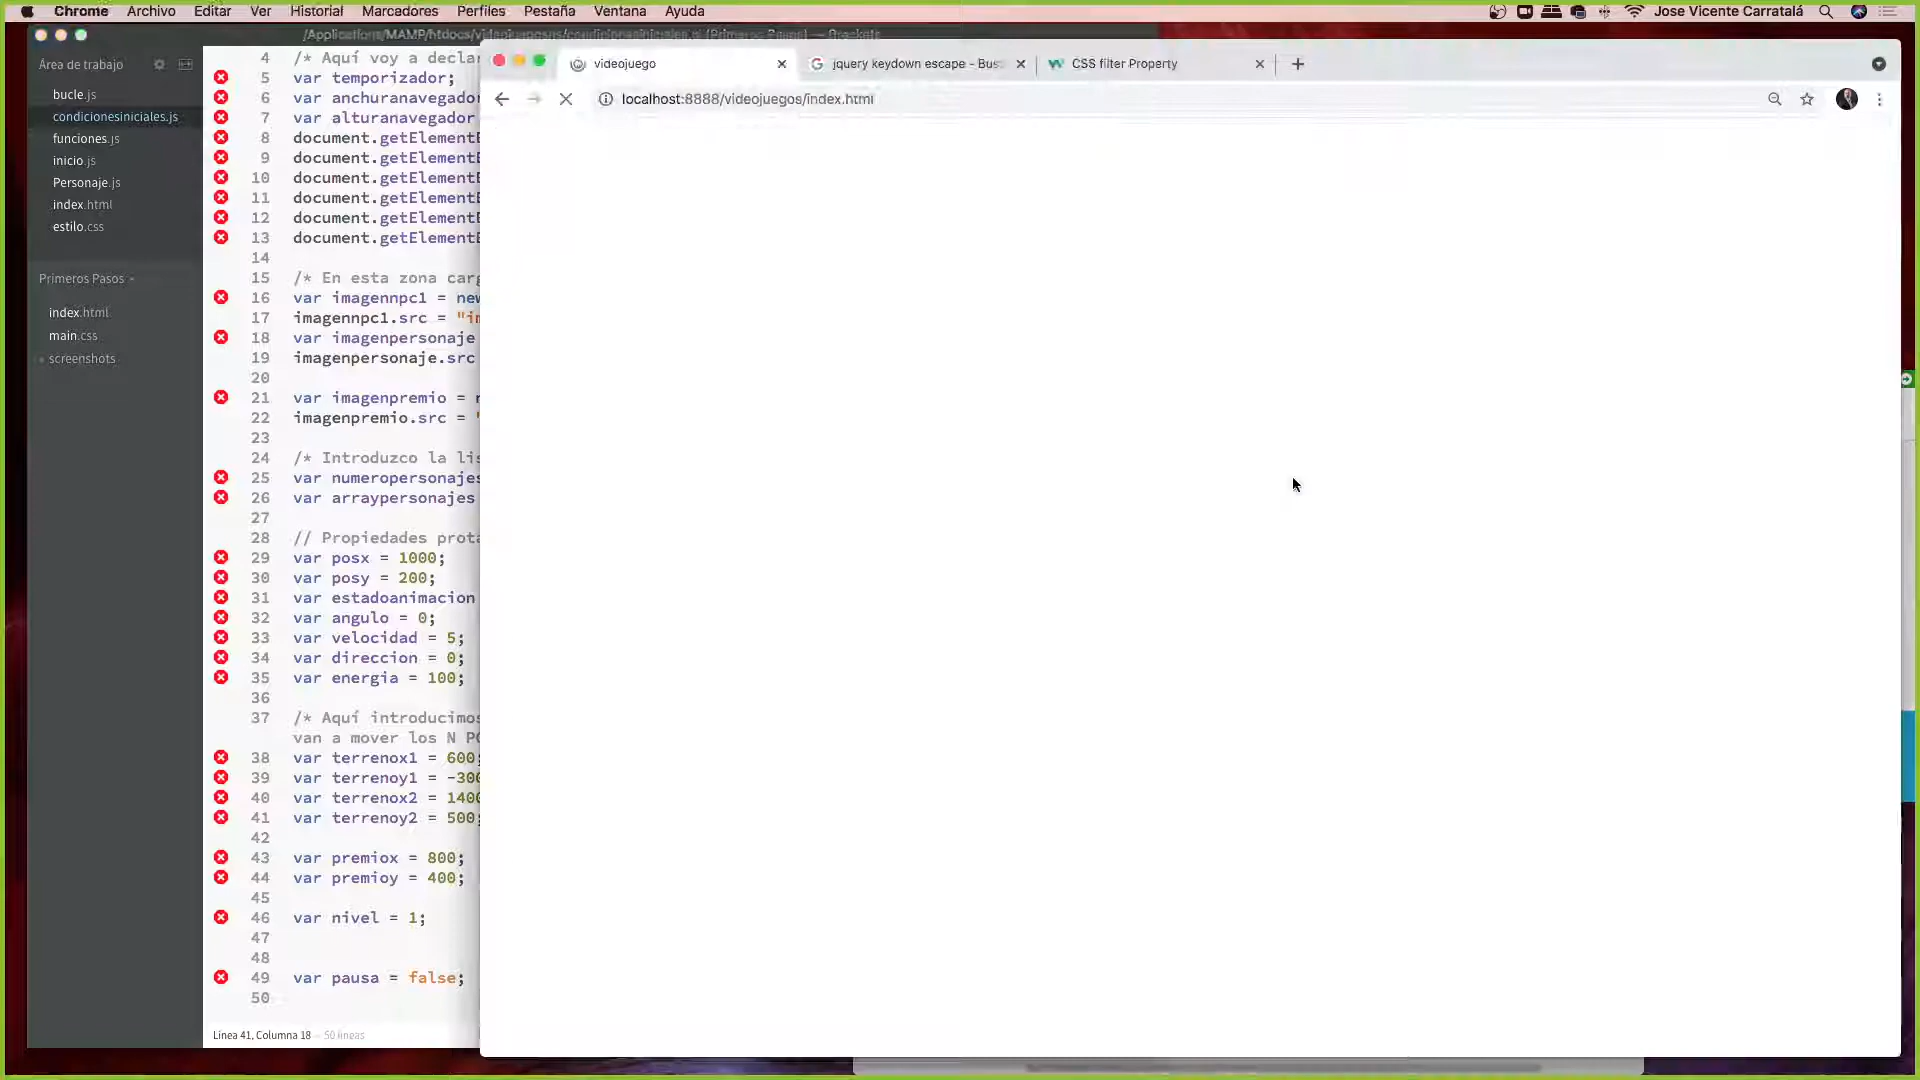 Chrome Archivo Editar Ver Historial Marcadores Perfiles Pestaña Ventana Ayuda Jose Vicente Carratalá
Área de trabajo
bucle.js
condicionesiniciales.js
funciones.js
inicio.js
Personaje.js
index.html
estilo.css
Primeros Pasos
index.html
main.css
screenshots
4 /* Aquí voy a declar
5 var temporizador;
6 var anchuranavegador
7 var alturanavegador
8 document.getElement
9 document.getElement
10 document.getElement
11 document.getElement
12 document.getElement
13 document.getElement
14
15 /* En esta zona carg
16 var imagennpc1 = new
17 imagennpc1.src = "im
18 var imagenpersonaje
19 imagenpersonaje.src
20
21 var imagenpremio =
22 imagenpremio.src = "
23
24 /* Introduzco la lis
25 var numeropersonajes
26 var arraypersonajes
27
28 // Propiedades prota
29 var posx = 1000;
30 var posy = 200;
31 var estadoanimacion
32 var angulo = 0;
33 var velocidad = 5;
34 var direccion = 0;
35 var energia = 100;
36
37 /* Aquí introducimos
van a mover los N P
38 var terrenox1 = 600;
39 var terrenoy1 = -300
40 var terrenox2 = 1400
41 var terrenoy2 = 500;
42
43 var premiox = 800;
44 var premioy = 400;
45
46 var nivel = 1;
47
48
49 var pausa = false;
50
Línea 41, Columna 18 — 50 líneas
videojuego
jquery keydown escape - Bus
CSS filter Property
localhost:8888/videojuegos/index.html